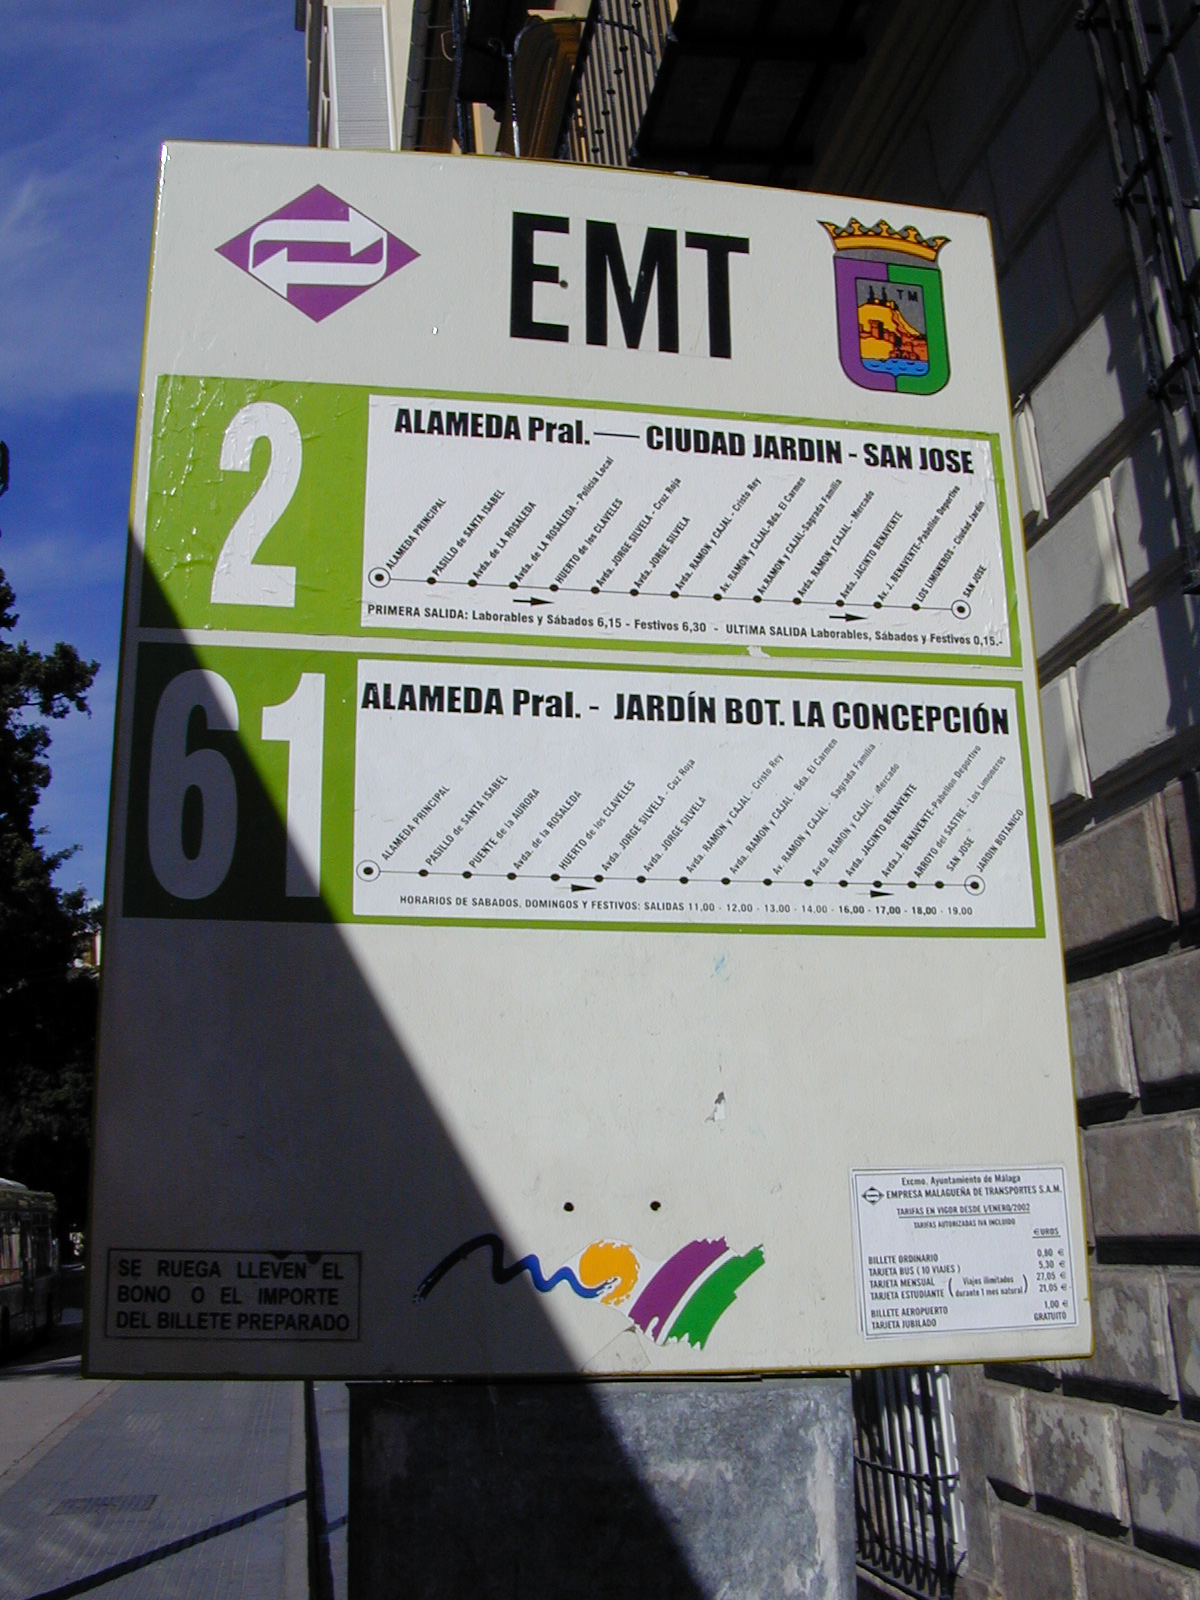 EMT
TM
2
ALAMEDA Pral. — CIUDAD JARDIN - SAN JOSE
ALAMEDA PRINCIPAL
PASILLO de SANTA ISABEL
Avda. de LA ROSALEDA
Avda. de LA ROSALEDA - Policía Local
HUERTO de los CLAVELES
Avda. JORGE SILVELA - Cruz Roja
Avda. JORGE SILVELA
Avda. RAMON y CAJAL - Cristo Rey
Av. RAMON y CAJAL-Bda. El Carmen
Av. RAMON y CAJAL-Sagrada Familia
Avda. RAMON y CAJAL - Mercado
Avda. JACINTO BENAVENTE
Av. J. BENAVENTE-Pabellón Deportivo
LOS LIMONEROS - Ciudad Jardín
SAN JOSE
PRIMERA SALIDA: Laborables y Sábados 6,15 - Festivos 6,30 - ULTIMA SALIDA Laborables, Sábados y Festivos 0,15.-
61
ALAMEDA Pral. - JARDÍN BOT. LA CONCEPCIÓN
ALAMEDA PRINCIPAL
PASILLO de SANTA ISABEL
PUENTE de la AURORA
Avda. de la ROSALEDA
HUERTO de los CLAVELES
Avda. JORGE SILVELA - Cuz Roja
Avda. JORGE SILVELA
Avda. RAMON y CAJAL - Cristo Rey
Avda. RAMON y CAJAL - Bda. El Carmen
Av. RAMON y CAJAL - Sagrada Familia
Avda. RAMON y CAJAL - Mercado
Avda. JACINTO BENAVENTE
Avda.J. BENAVENTE-Pabellon Deportivo
ARROYO del SASTRE - Los Limoneros
SAN JOSE
JARDIN BOTANICO
HORARIOS DE SABADOS, DOMINGOS Y FESTIVOS: SALIDAS 11,00 - 12,00 - 13.00 - 14.00 - 16,00 - 17,00 - 18,00 - 19.00
SE RUEGA LLEVEN EL
BONO O EL IMPORTE
DEL BILLETE PREPARADO
Excmo. Ayuntamiento de Málaga
EMPRESA MALAGUEÑA DE TRANSPORTES S.A.M.
TARIFAS EN VIGOR DESDE 1/ENERO/2002
TARIFAS AUTORIZADAS IVA INCLUIDO
EUROS
BILLETE ORDINARIO 0,80 €
TARJETA BUS (10 VIAJES) 5,30 €
TARJETA MENSUAL (Viajes ilimitados 27,05 €
TARJETA ESTUDIANTE durante 1 mes natural) 21,05 €
BILLETE AEROPUERTO 1,00 €
TARJETA JUBILADO GRATUITO